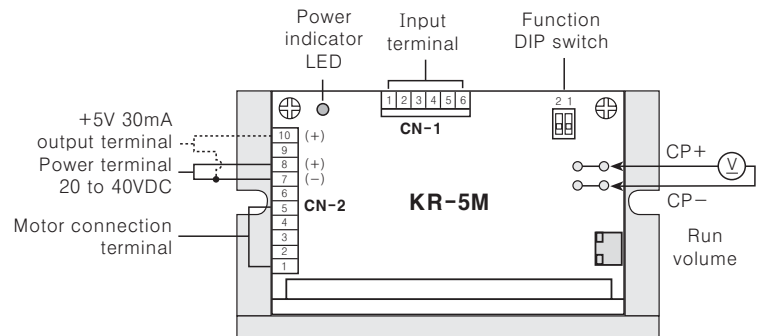 Power
indicator
LED
Input
terminal
Function
DIP switch
1 2 3 4 5 6
CN-1
2 1
+5V 30mA
output terminal
Power terminal
20 to 40VDC
Motor connection
terminal
10 (+)
9
8 (+)
7 (−)
6
5
4
3
2
1
CN-2
KR-5M
CP+
V
CP−
Run
volume